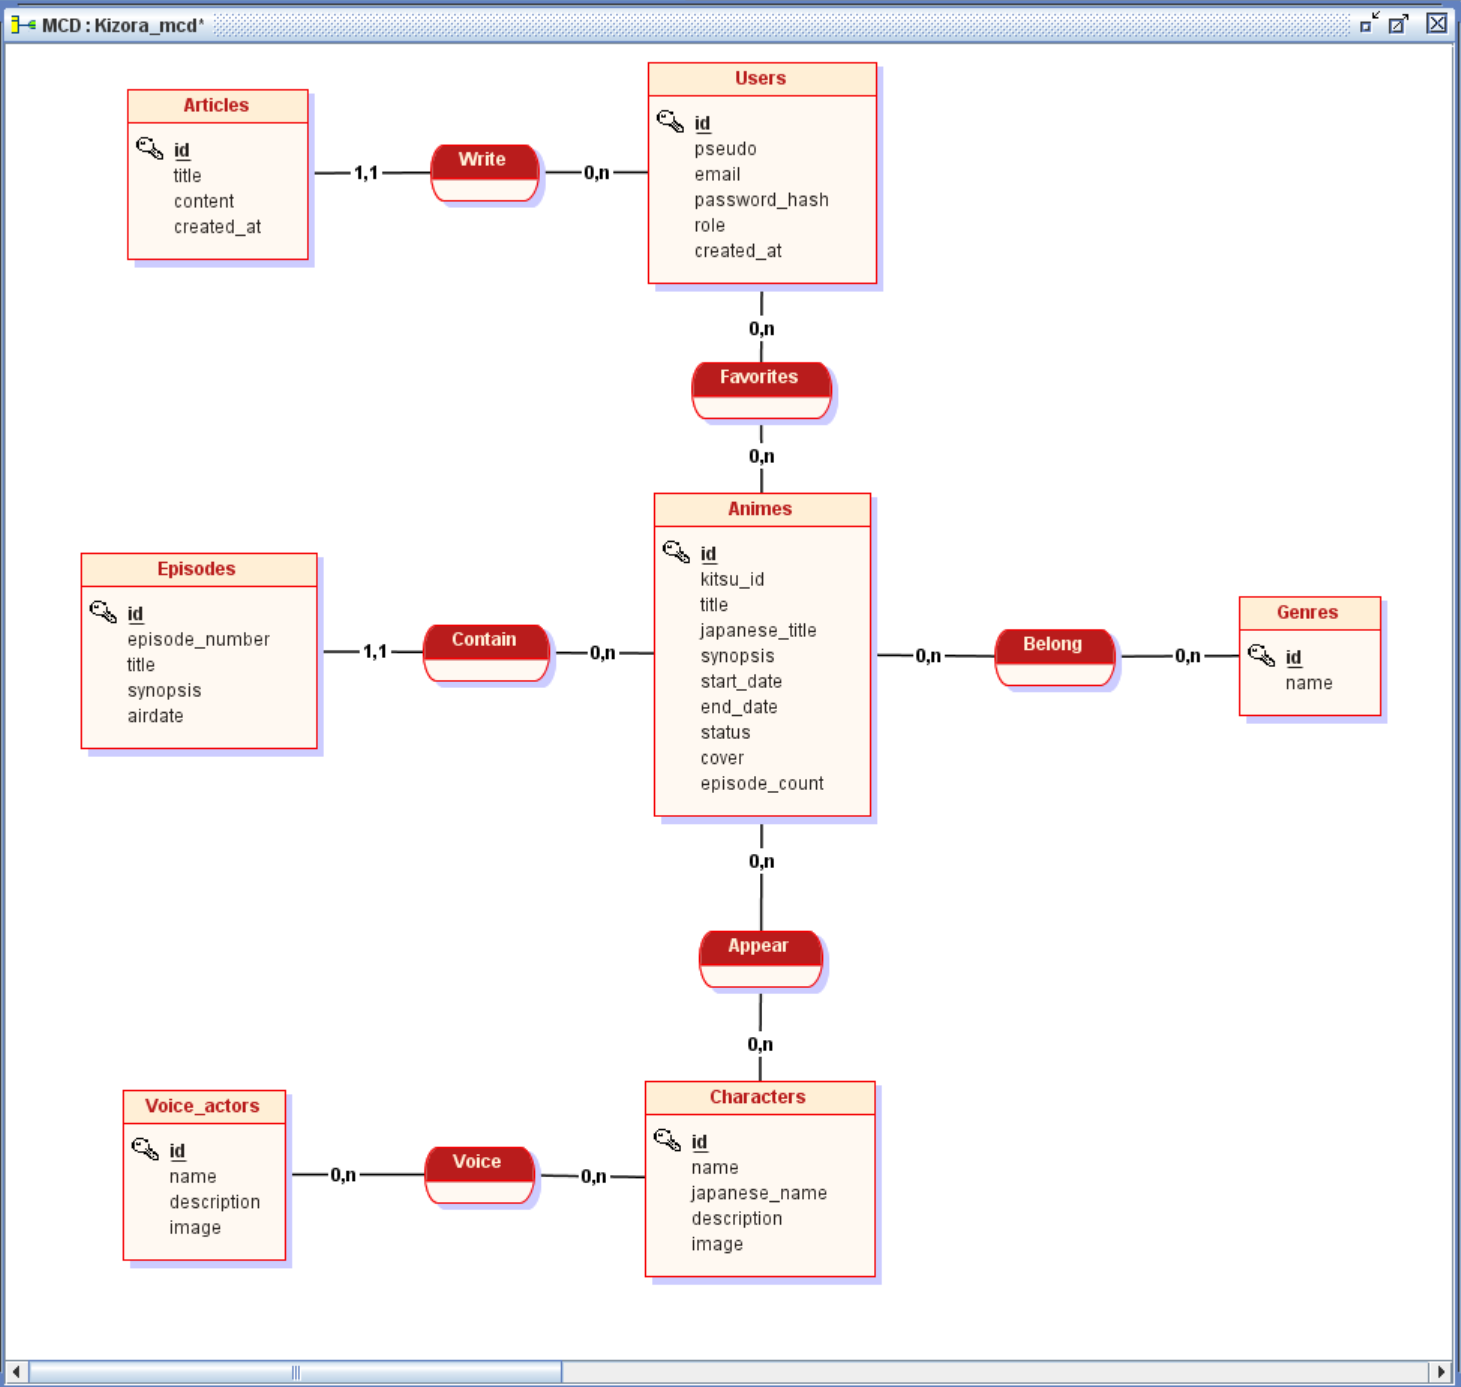 MCD : Kizora_mcd*
Articles
id
title
content
created_at
1,1
Write
0,n
Users
id
pseudo
email
password_hash
role
created_at
0,n
Favorites
0,n
Animes
id
kitsu_id
title
japanese_title
synopsis
start_date
end_date
status
cover
episode_count
Episodes
id
episode_number
title
synopsis
airdate
1,1
Contain
0,n
0,n
Belong
0,n
Genres
id
name
0,n
Appear
0,n
Voice_actors
id
name
description
image
0,n
Voice
0,n
Characters
id
name
japanese_name
description
image